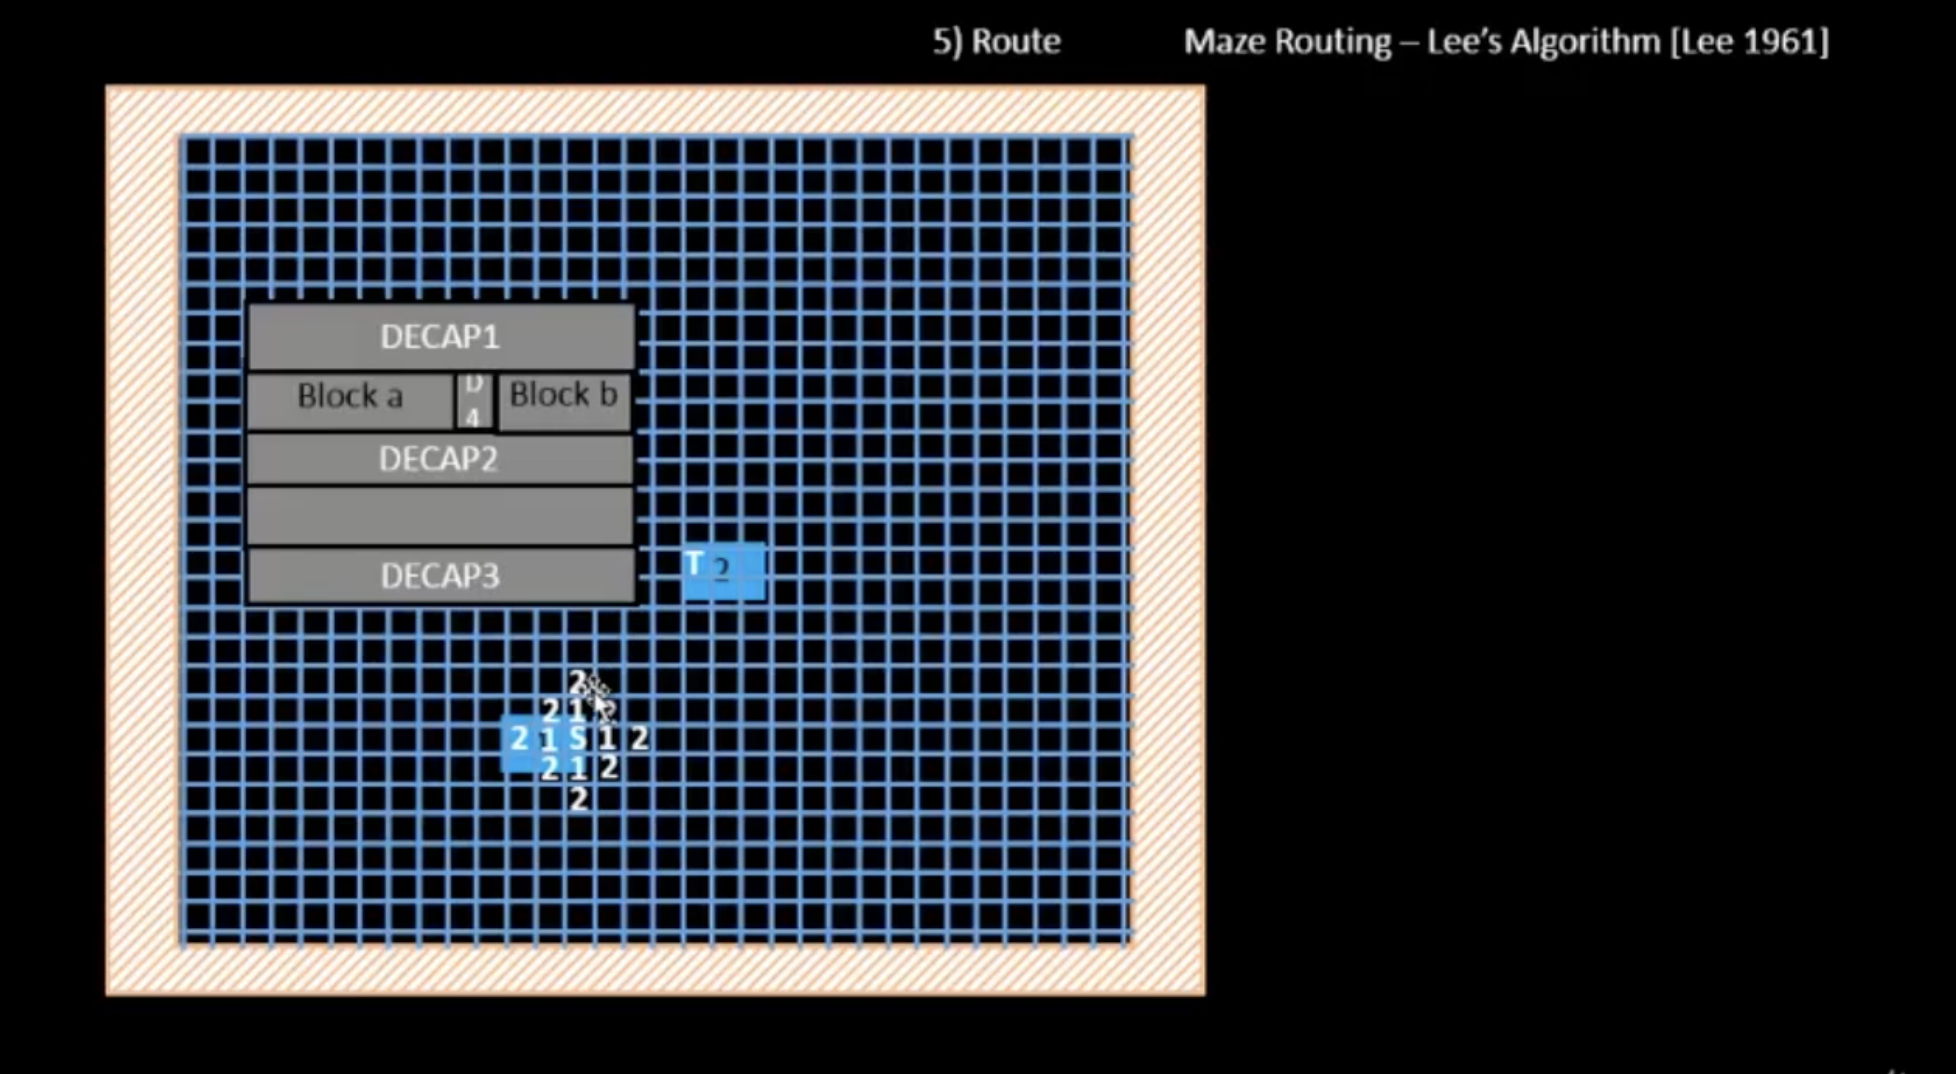 5) Route Maze Routing – Lee's Algorithm [Lee 1961]
DECAP1
Block a D Block b
4
DECAP2
DECAP3
T 2
2
2 1 2
2 1 S 1 2
2 1 2
2